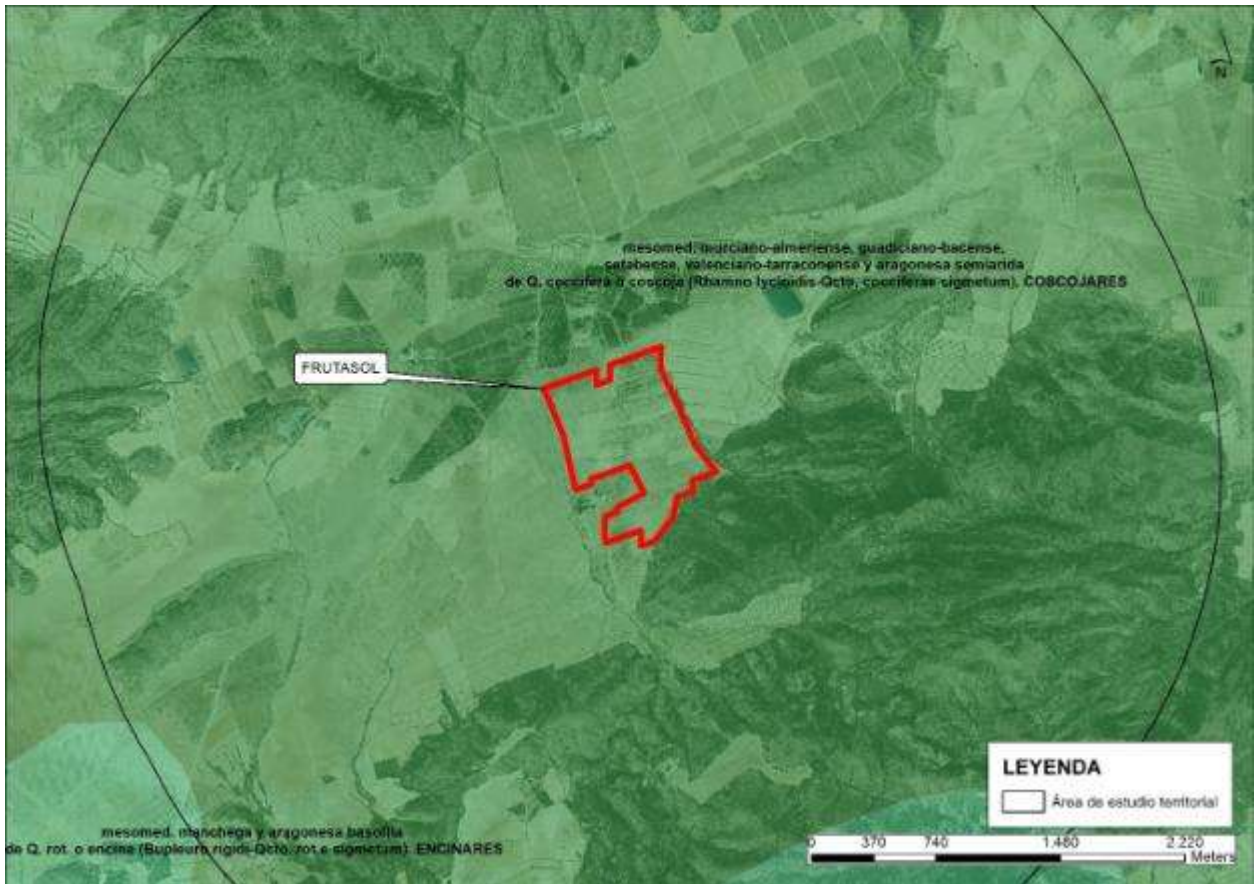 N
mesomed. murciano-almeriense, guadiciano-bacense,
setabense, valenciano-tarraconense y aragonesa semiarida
de Q. coccifera o coscoja (Rhamno lycioidis-Qcto. cocciferae sigmetum). COSCOJARES
FRUTASOL
LEYENDA
Área de estudio territorial
mesomed. manchega y aragonesa basofila
de Q. rot. o encina (Bupleuro rigidi-Qcto. rot.e sigmetum). ENCINARES
0 370 740 1.480 2.220
Meters